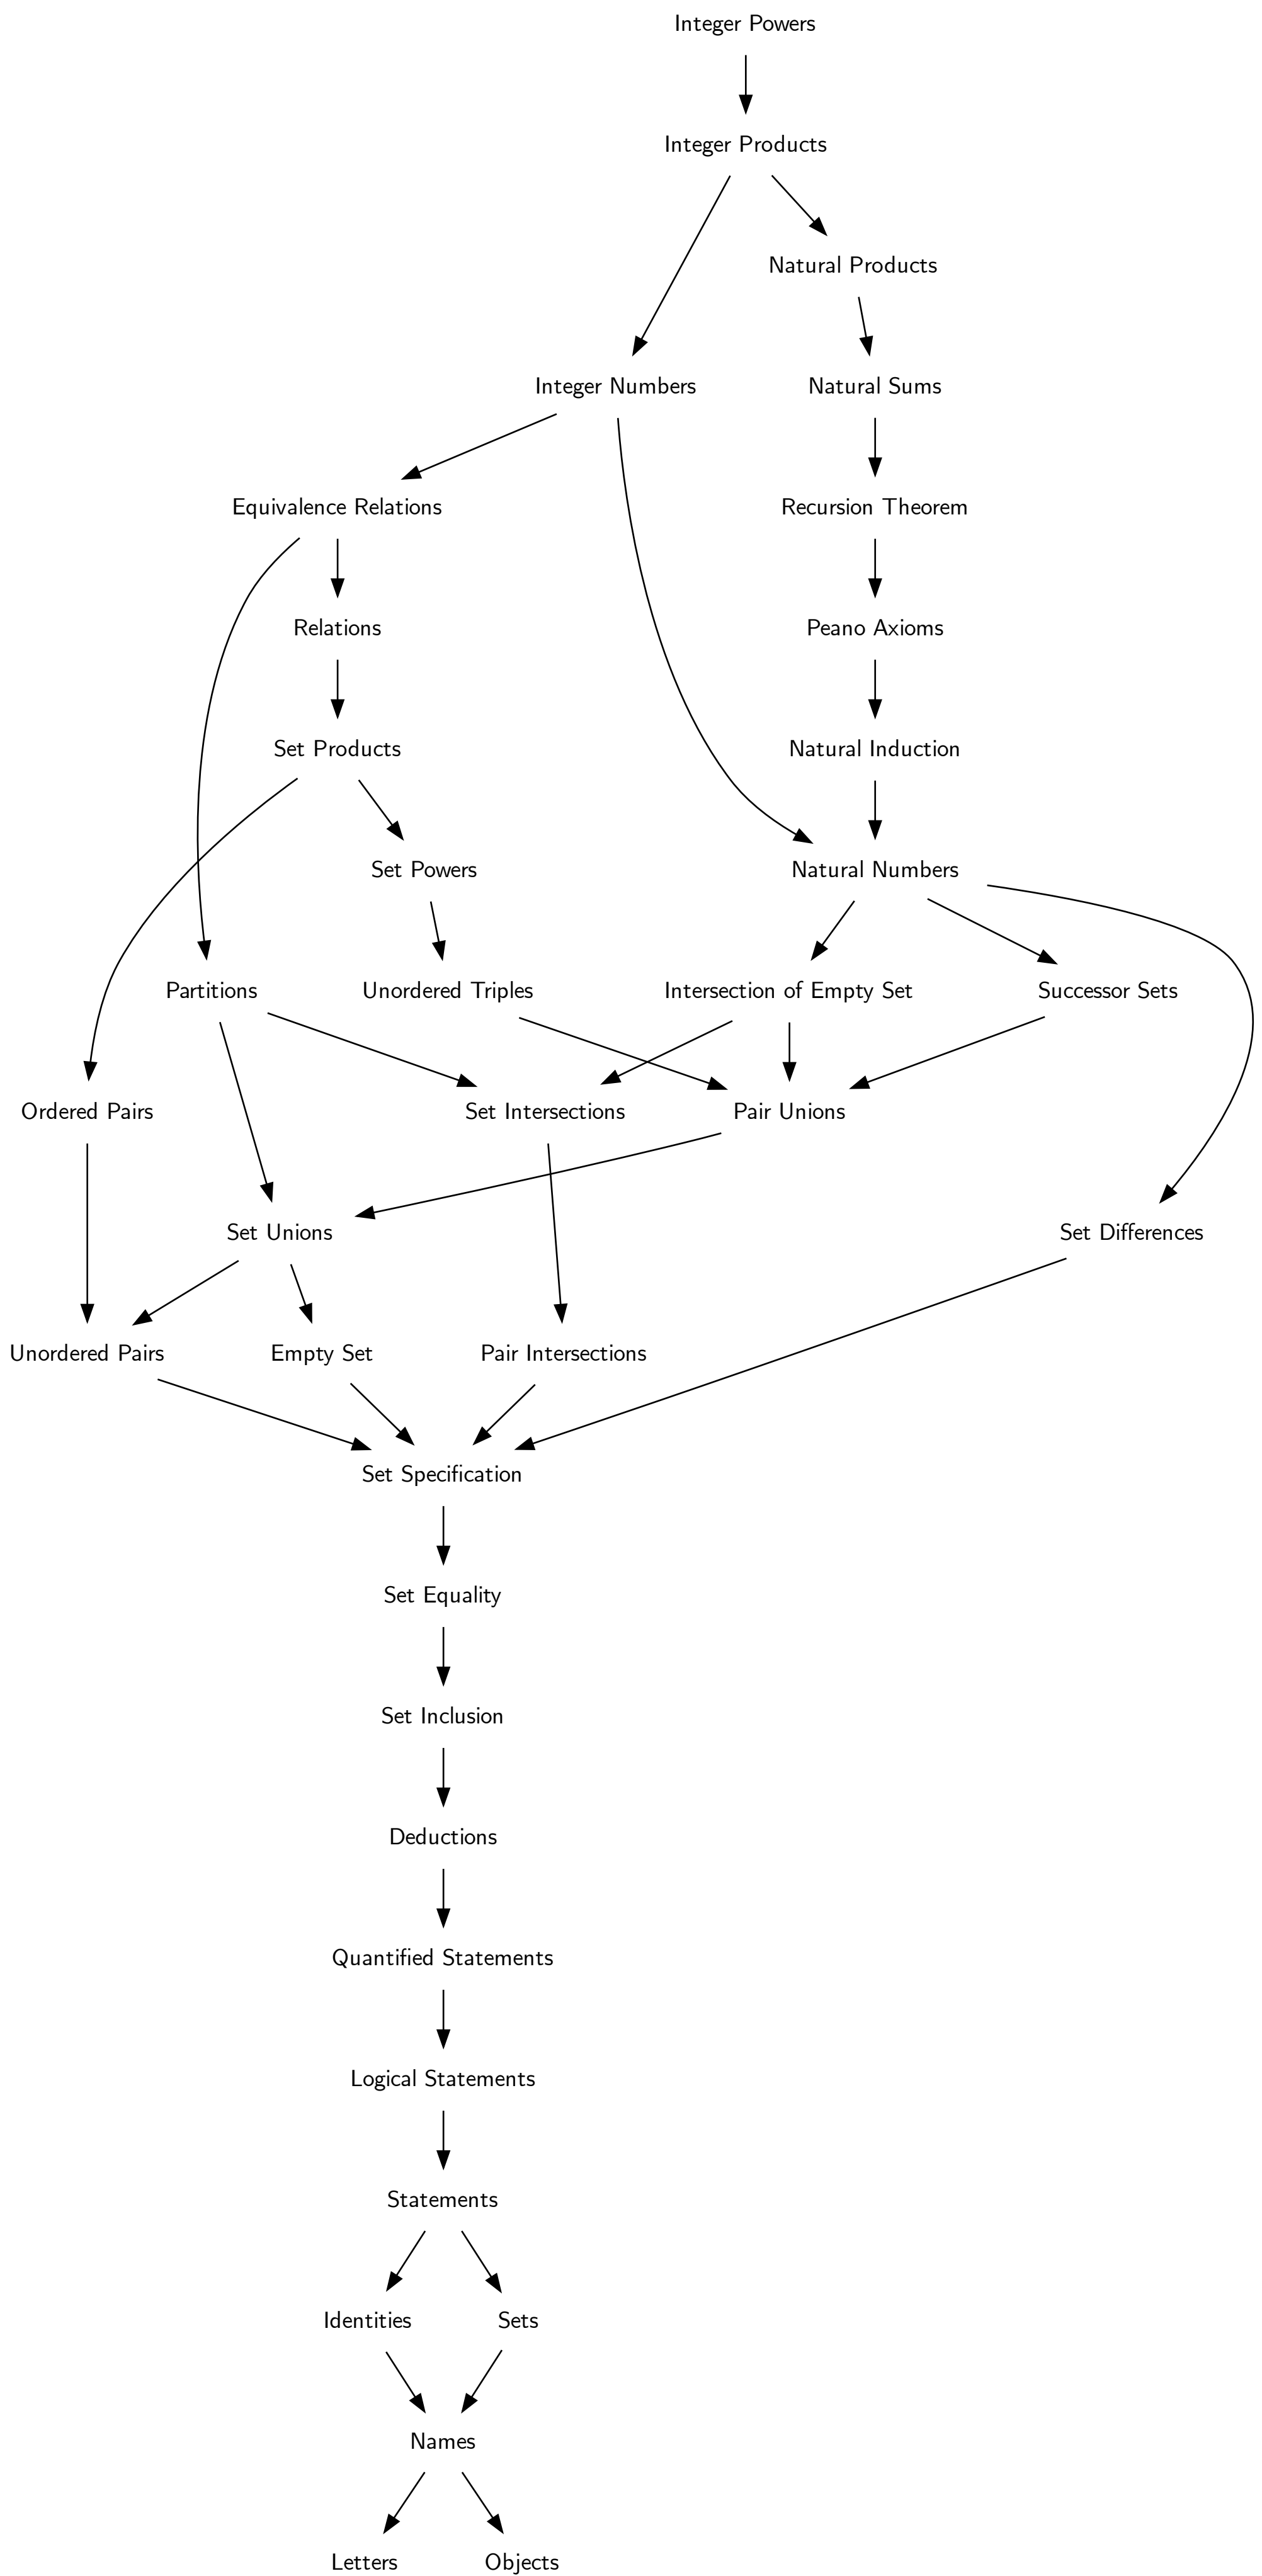 Integer Powers
Integer Products
Natural Products
Integer Numbers
Natural Sums
Equivalence Relations
Recursion Theorem
Relations
Peano Axioms
Set Products
Natural Induction
Set Powers
Natural Numbers
Partitions
Unordered Triples
Intersection of Empty Set
Successor Sets
Ordered Pairs
Set Intersections
Pair Unions
Set Unions
Set Differences
Unordered Pairs
Empty Set
Pair Intersections
Set Specification
Set Equality
Set Inclusion
Deductions
Quantified Statements
Logical Statements
Statements
Identities
Sets
Names
Letters
Objects